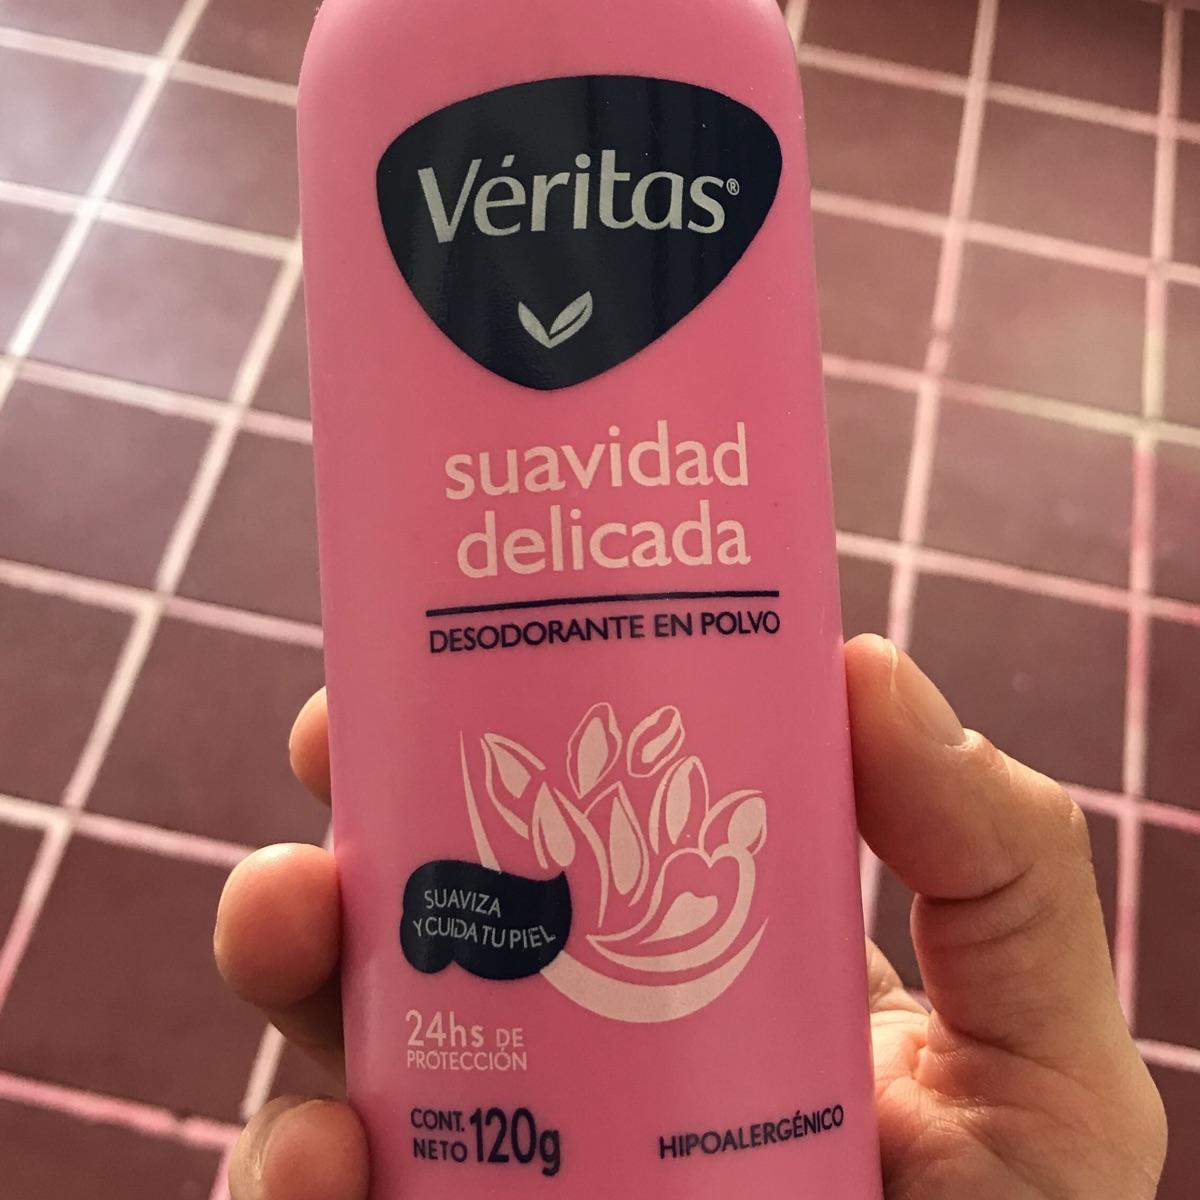 Véritas®
suavidad
delicada
DESODORANTE EN POLVO
SUAVIZA
Y CUIDA TU PIEL
24hs DE
PROTECCIÓN
CONT.
NETO 120g
HIPOALERGÉNICO